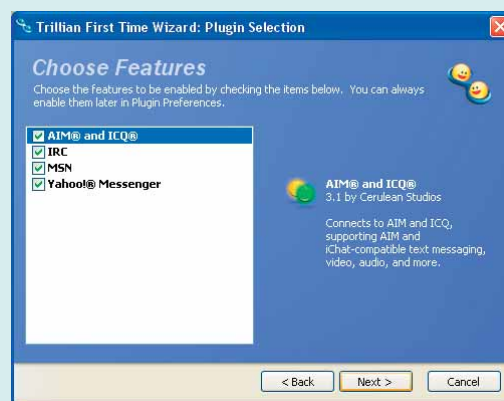 Trillian First Time Wizard: Plugin Selection
Choose Features
Choose the features to be enabled by checking the items below. You can always
enable them later in Plugin Preferences.
AIM® and ICQ®
IRC
MSN
Yahoo!® Messenger
AIM® and ICQ®
3.1 by Cerulean Studios
Connects to AIM and ICQ,
supporting AIM and
iChat-compatible text messaging,
video, audio, and more.
< Back
Next >
Cancel